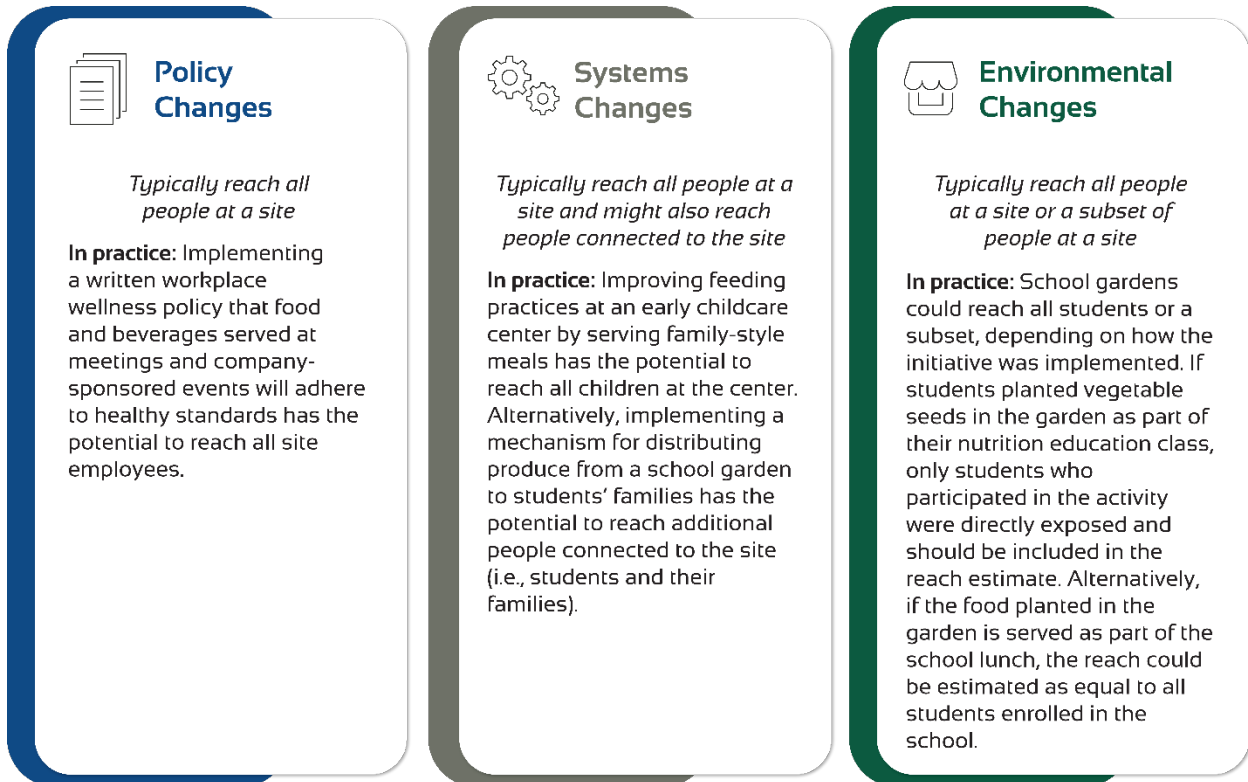 Policy
Changes
Typically reach all
people at a site
In practice: Implementing
a written workplace
wellness policy that food
and beverages served at
meetings and company-
sponsored events will adhere
to healthy standards has the
potential to reach all site
employees.
Systems
Changes
Typically reach all people at a
site and might also reach
people connected to the site
In practice: Improving feeding
practices at an early childcare
center by serving family-style
meals has the potential to
reach all children at the center.
Alternatively, implementing a
mechanism for distributing
produce from a school garden
to students' families has the
potential to reach additional
people connected to the site
(i.e., students and their
families).
Environmental
Changes
Typically reach all people
at a site or a subset of
people at a site
In practice: School gardens
could reach all students or a
subset, depending on how the
initiative was implemented. If
students planted vegetable
seeds in the garden as part of
their nutrition education class,
only students who
participated in the activity
were directly exposed and
should be included in the
reach estimate. Alternatively,
if the food planted in the
garden is served as part of the
school lunch, the reach could
be estimated as equal to all
students enrolled in the
school.